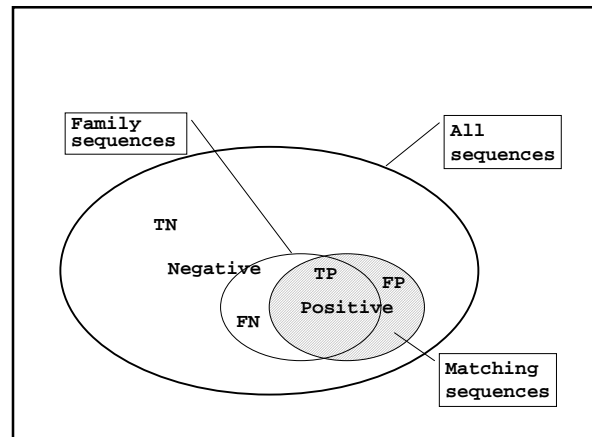 Family
sequences
All
sequences
TN
Negative
TP
FP
Positive
FN
Matching
sequences